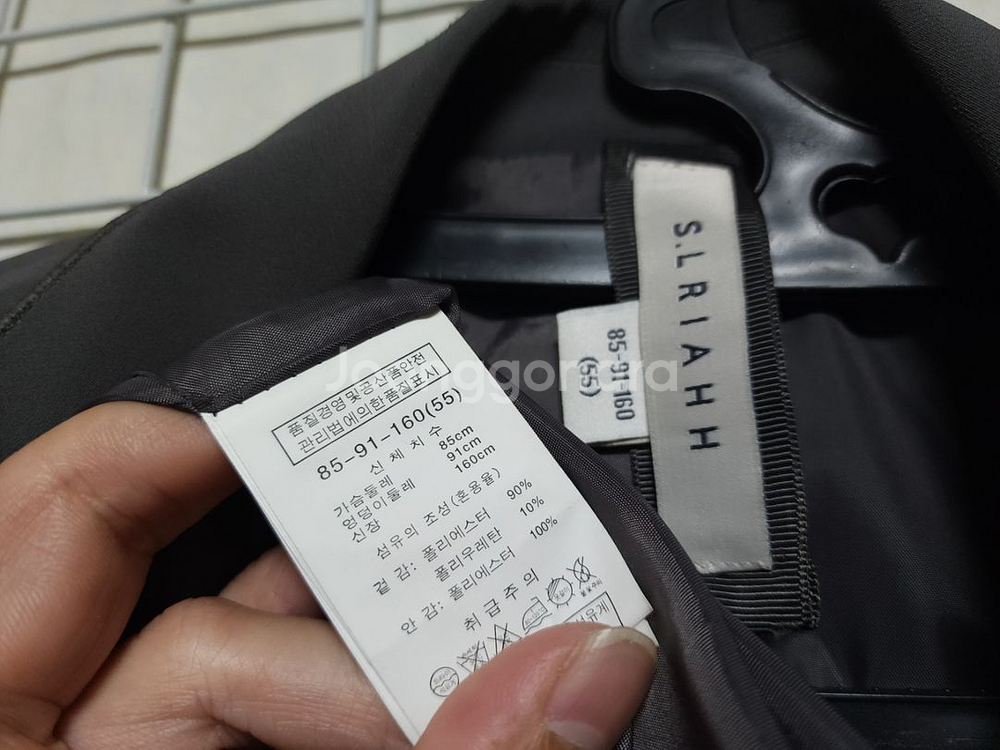 품질경영및공산품안전
관리법에의한품질표시
85-91-160(55)
신 체 치 수
가슴둘레 85cm
엉덩이둘레 91cm
신장 160cm
섬유의 조성(혼용율)
겉 감: 폴리에스터 90%
폴리우레탄 10%
안 감: 폴리에스터 100%
취 급 주 의
85-91-160
(55)
S.LRIAHH
Joonggonara